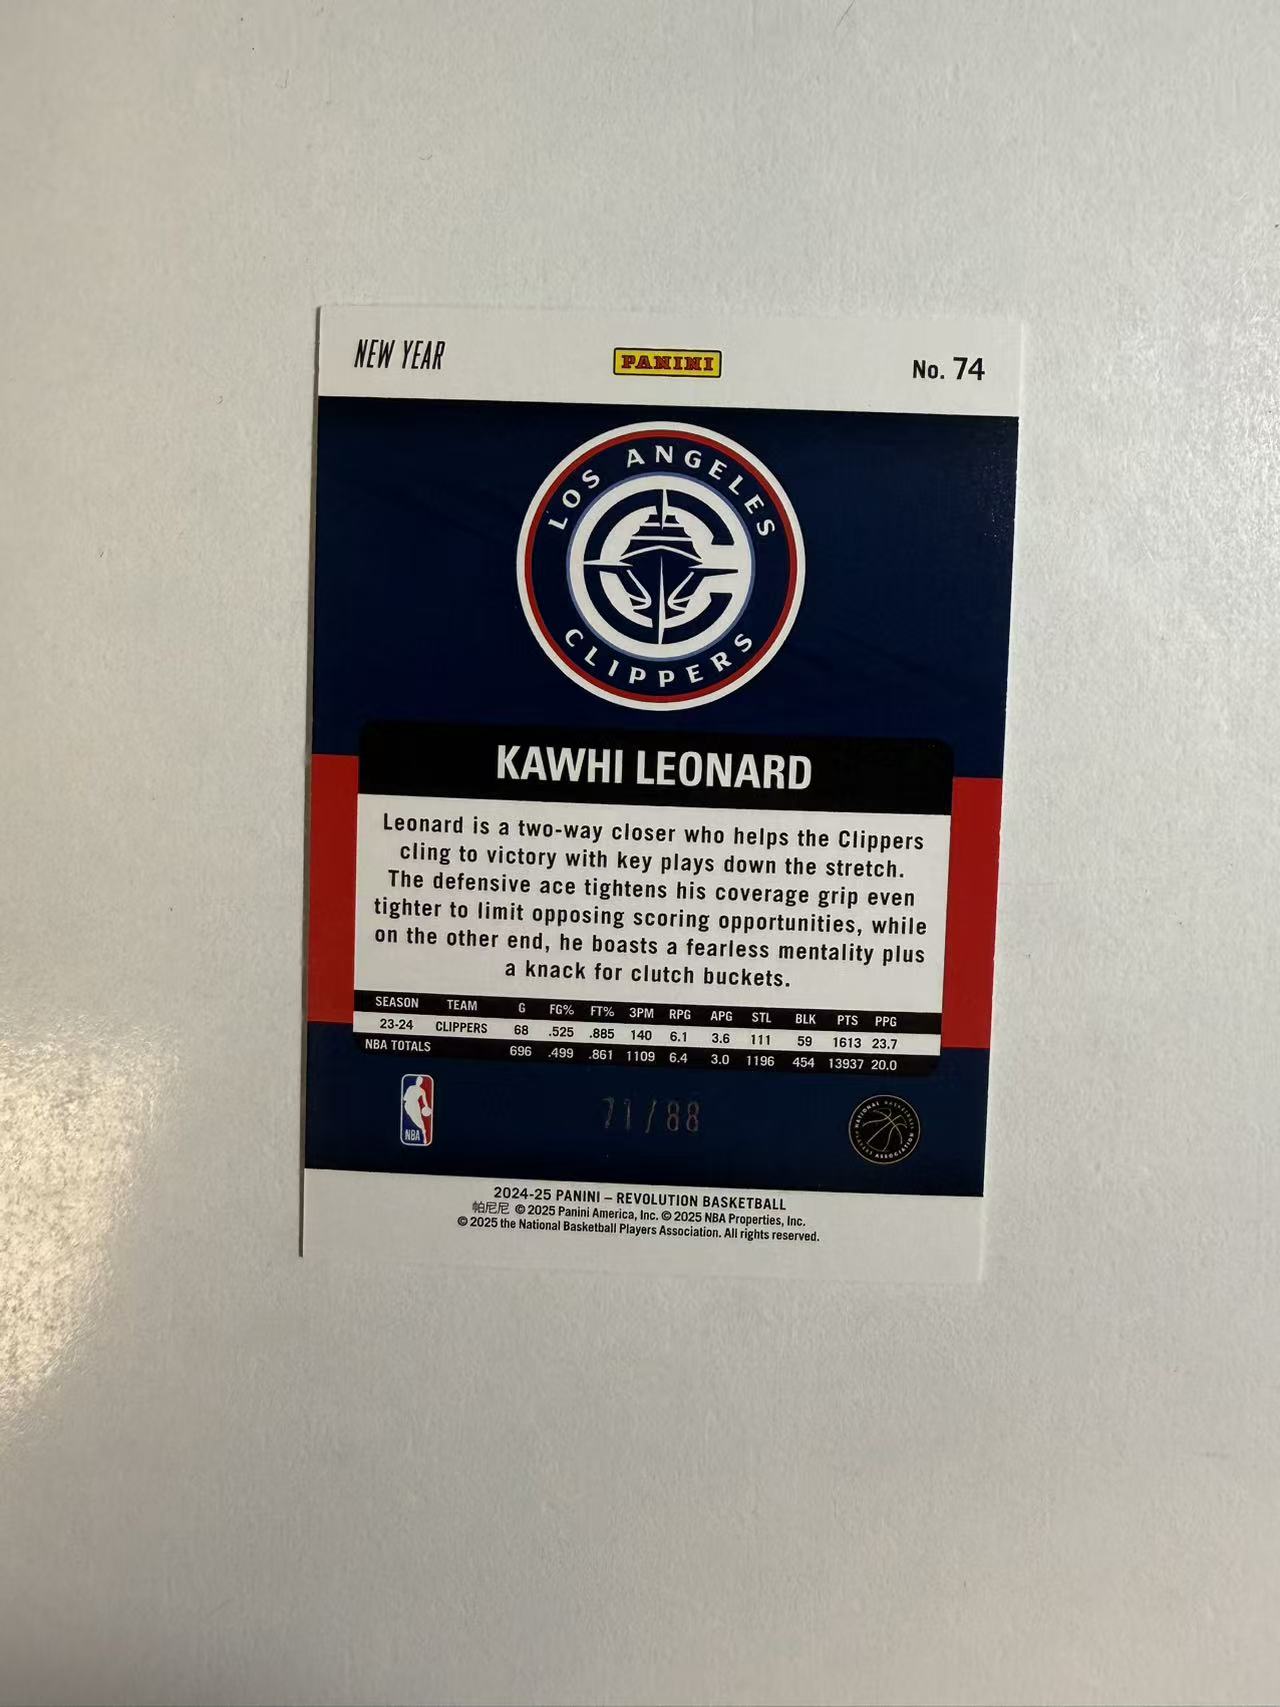 NEW YEAR
PANINI
No. 74
LOS ANGELES
CLIPPERS
KAWHI LEONARD
Leonard is a two-way closer who helps the Clippers
cling to victory with key plays down the stretch.
The defensive ace tightens his coverage grip even
tighter to limit opposing scoring opportunities, while
on the other end, he boasts a fearless mentality plus
a knack for clutch buckets.
SEASON TEAM G FG% FT% 3PM RPG APG STL BLK PTS PPG
23-24 CLIPPERS 68 .525 .885 140 6.1 3.6 111 59 1613 23.7
NBA TOTALS 696 .499 .861 1109 6.4 3.0 1196 454 13937 20.0
71/88
NBA
NATIONAL BASKETBALL PLAYERS ASSOCIATION
2024-25 PANINI – REVOLUTION BASKETBALL
帕尼尼 © 2025 Panini America, Inc. © 2025 NBA Properties, Inc.
© 2025 the National Basketball Players Association. All rights reserved.